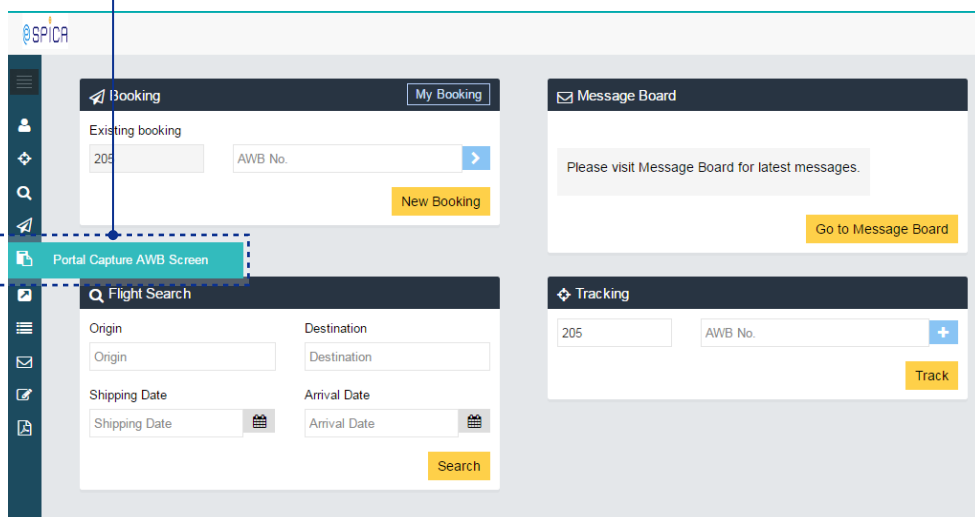 SPICA
Booking
My Booking
Existing booking
205
AWB No.
New Booking
Message Board
Please visit Message Board for latest messages.
Go to Message Board
Portal Capture AWB Screen
Flight Search
Origin
Destination
Origin
Destination
Shipping Date
Arrival Date
Shipping Date
Arrival Date
Search
Tracking
205
AWB No.
Track